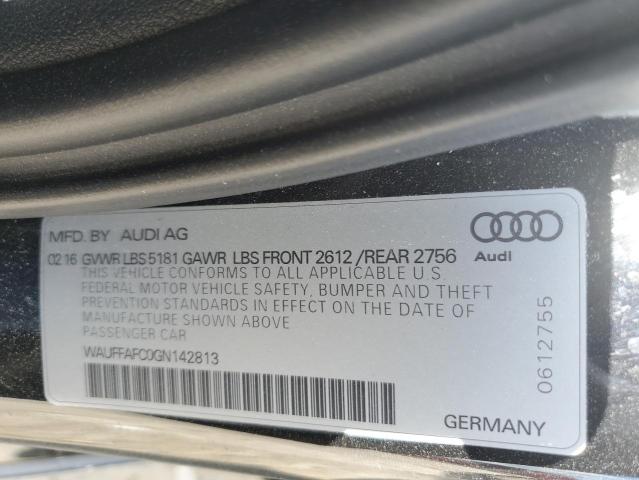 MFD. BY AUDI AG
02 16 GVWR LBS 5181 GAWR LBS FRONT 2612 / REAR 2756
THIS VEHICLE CONFORMS TO ALL APPLICABLE U.S.
FEDERAL MOTOR VEHICLE SAFETY, BUMPER AND THEFT
PREVENTION STANDARDS IN EFFECT ON THE DATE OF
MANUFACTURE SHOWN ABOVE
PASSENGER CAR
WAUFFAFC0GN142813
Audi
0612755
GERMANY